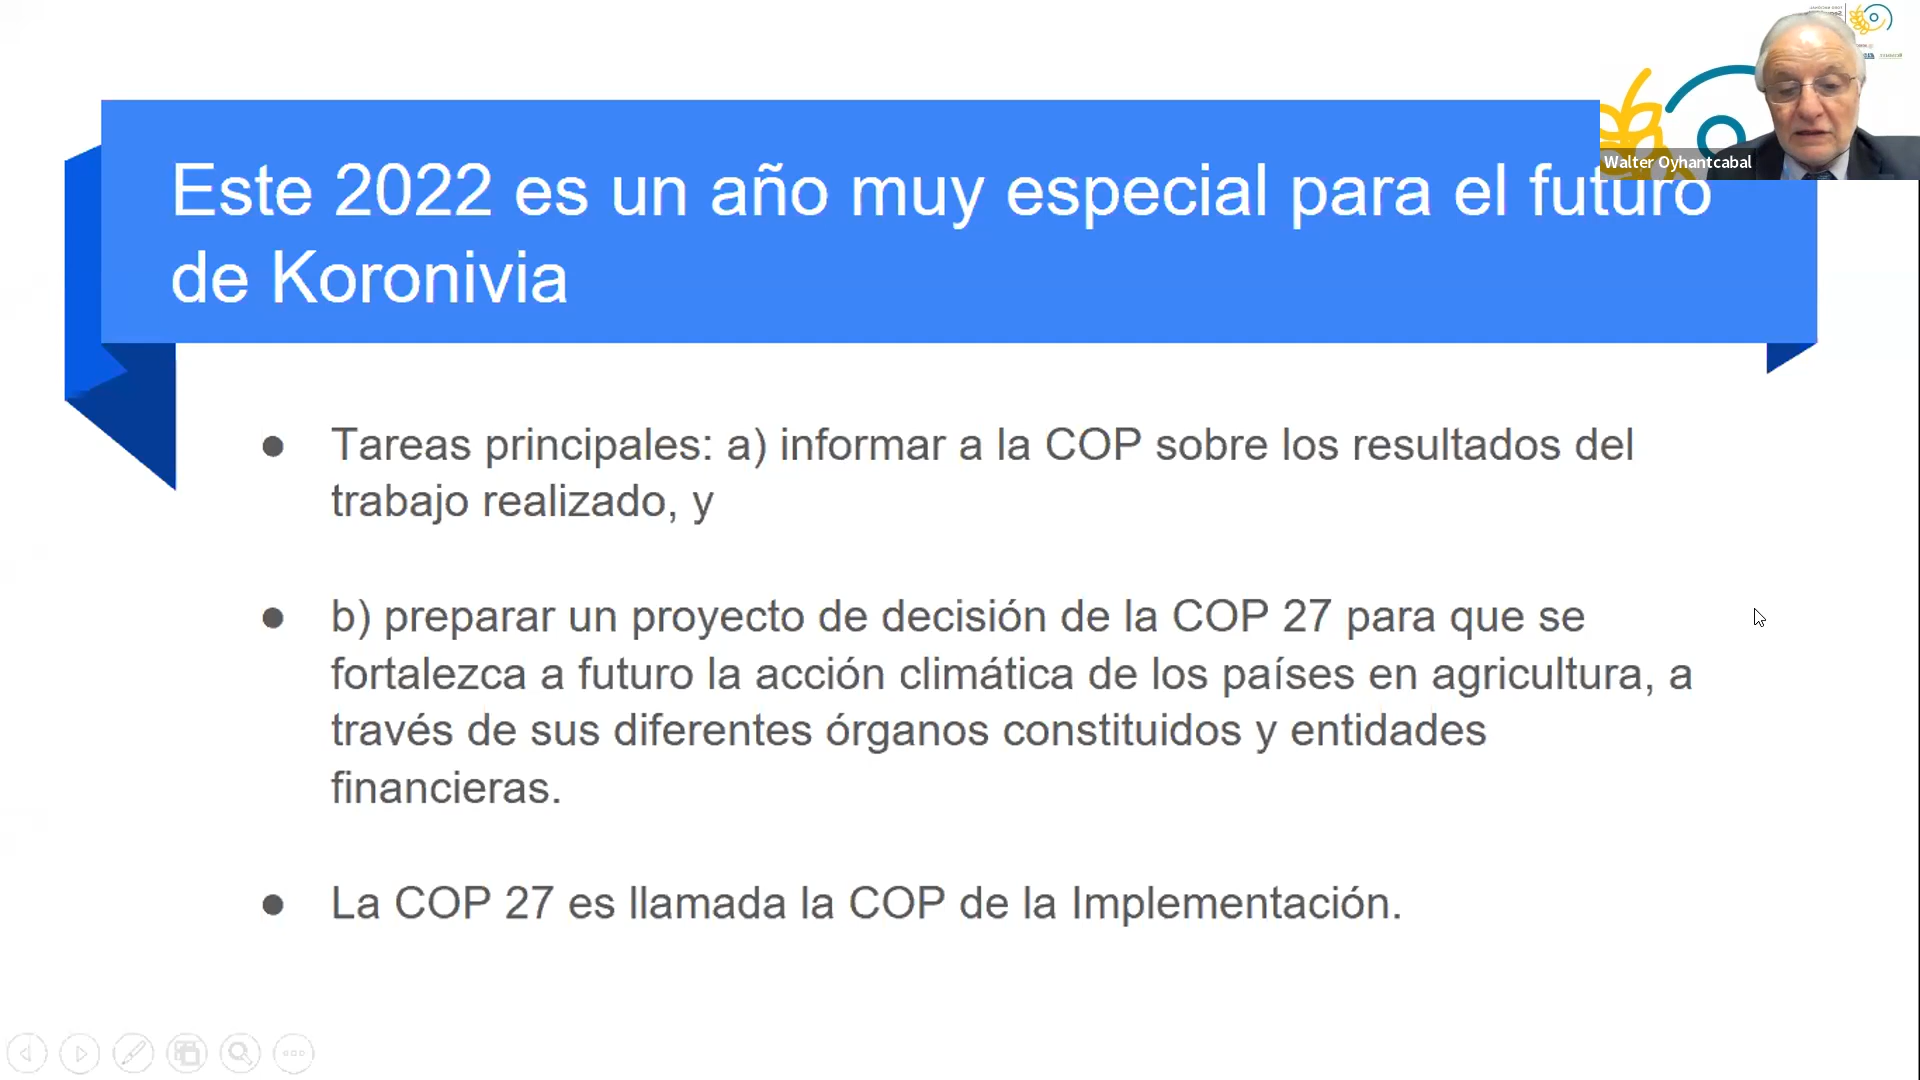 Walter Oyhantcabal
Este 2022 es un año muy especial para el futuro
de Koronivia
● Tareas principales: a) informar a la COP sobre los resultados del
trabajo realizado, y
● b) preparar un proyecto de decisión de la COP 27 para que se
fortalezca a futuro la acción climática de los países en agricultura, a
través de sus diferentes órganos constituidos y entidades
financieras.
● La COP 27 es llamada la COP de la Implementación.